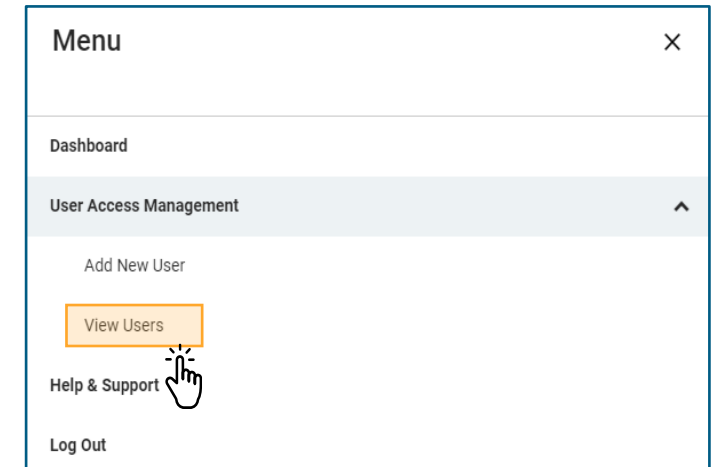 Menu
Dashboard
User Access Management
Add New User
View Users
Help & Support
Log Out